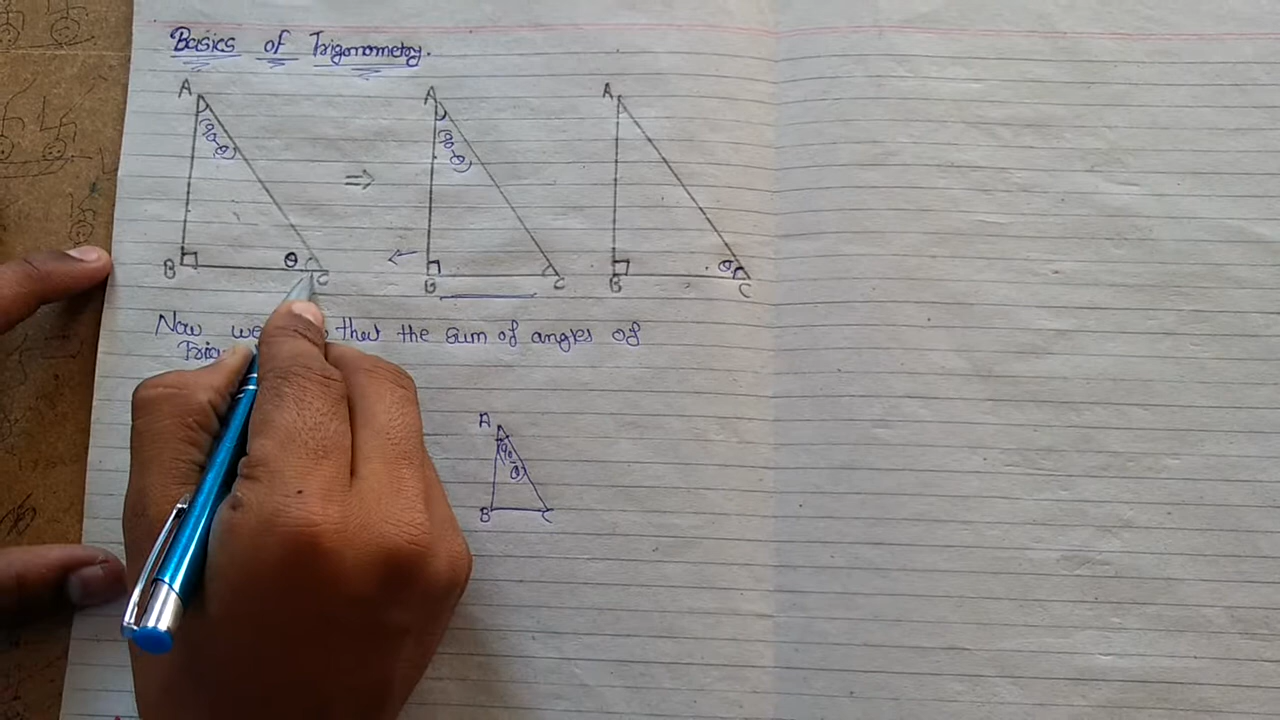 Basics of Trigonometry.
A A A
(90-θ) (90-θ)
⇒
B θ C B C B θ C
←
Now we that the sum of angles of
A
(90-θ)
B C